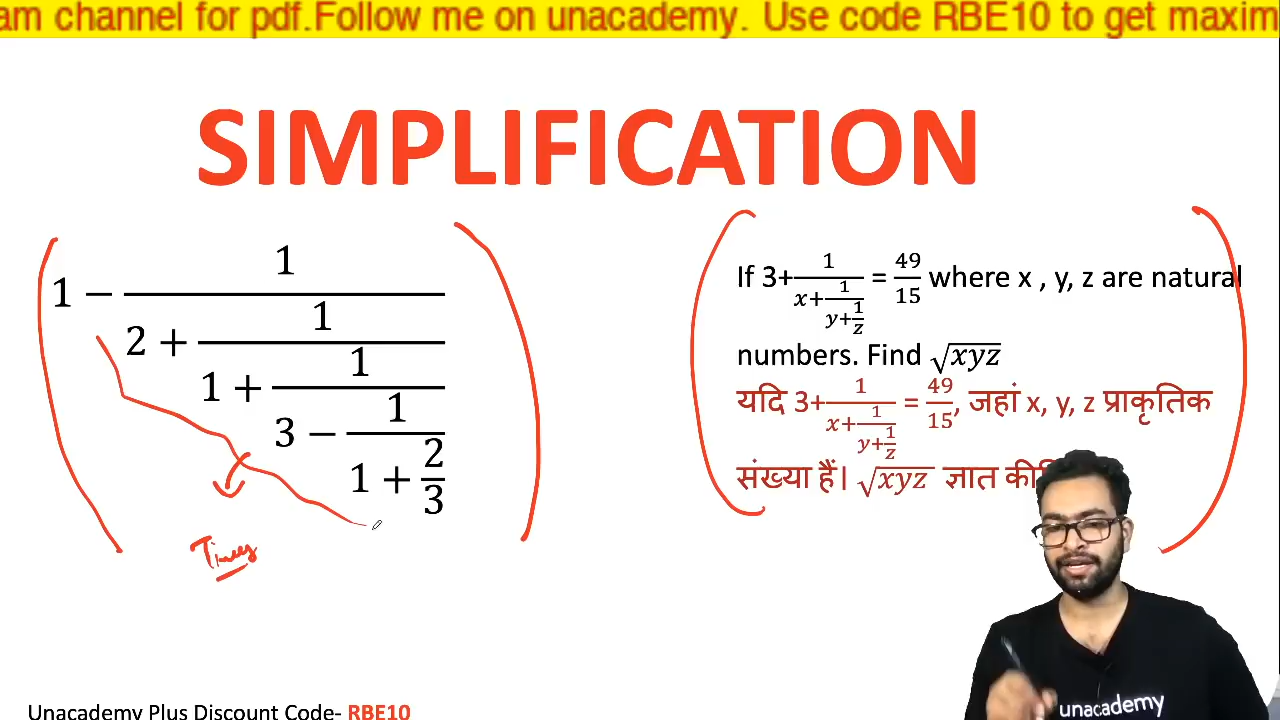 am channel for pdf.Follow me on unacademy. Use code RBE10 to get maxim
SIMPLIFICATION
1 − 1
2 + 1
1 + 1
3 − 1
1 + 2/3
Times
If 3+ 1/(x+ 1/(y+ 1/z)) = 49/15 where x , y, z are natural
numbers. Find √xyz
यदि 3+ 1/(x+ 1/(y+ 1/z)) = 49/15, जहां x, y, z प्राकृतिक
संख्या हैं। √xyz ज्ञात
unacademy
Unacademy Plus Discount Code- RBE10